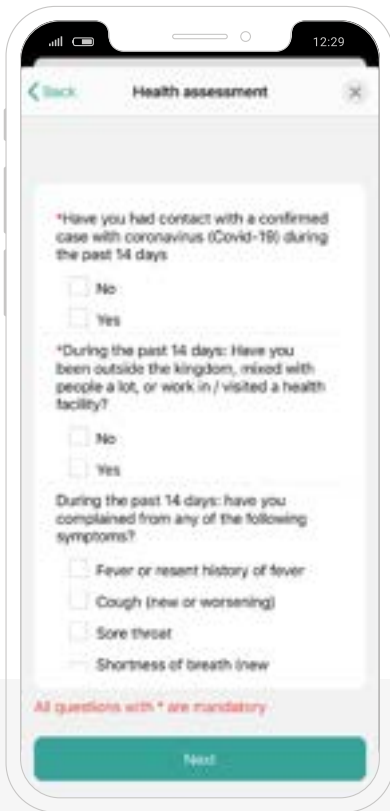 12:29
Back
Health assessment
*Have you had contact with a confirmed
case with coronavirus (Covid-19) during
the past 14 days
No
Yes
*During the past 14 days: Have you
been outside the kingdom, mixed with
people a lot, or work in / visited a health
facility?
No
Yes
During the past 14 days: have you
complained from any of the following
symptoms?
Fever or resent history of fever
Cough (new or worsening)
Sore throat
Shortness of breath (new
All questions with * are mandatory
Next